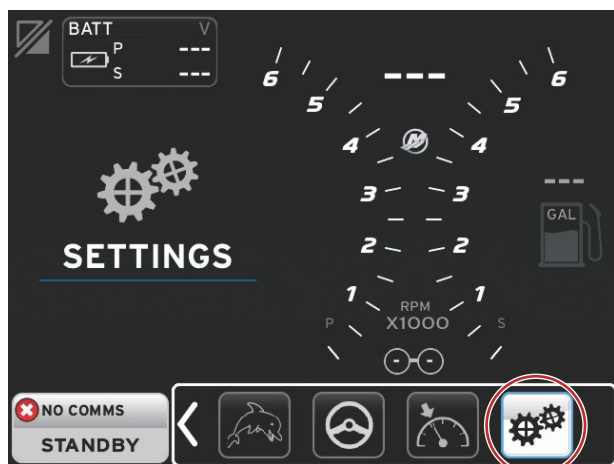 BATT V
P ---
S ---
---
6 6
5 5
4 4
3 3
2 2
1 1
RPM
X1000
P S
---
GAL
SETTINGS
NO COMMS
STANDBY